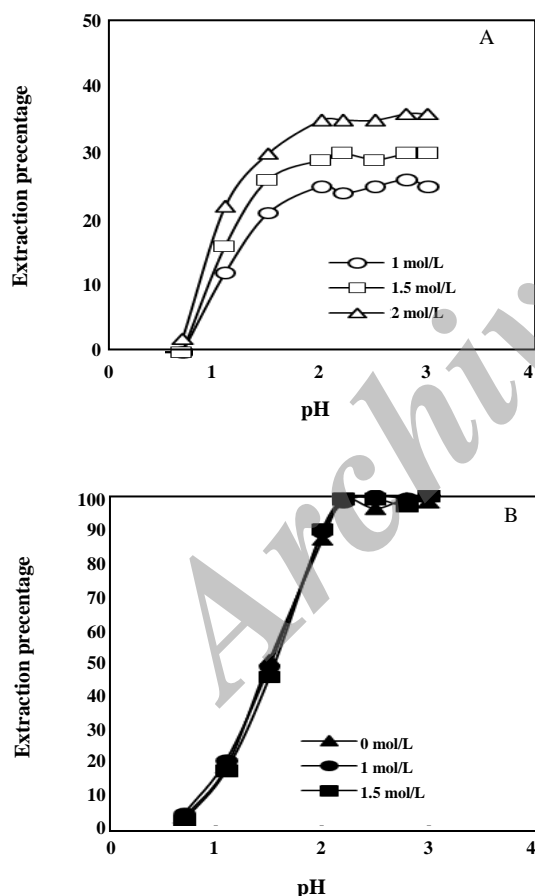 A
50
40
30
20
10
0
Extraction precentage
1 mol/L
1.5 mol/L
2 mol/L
0 1 2 3 4
pH
B
100
90
80
70
60
50
40
30
20
10
0
Extraction precentage
0 mol/L
1 mol/L
1.5 mol/L
0 1 2 3 4
pH
Archiv